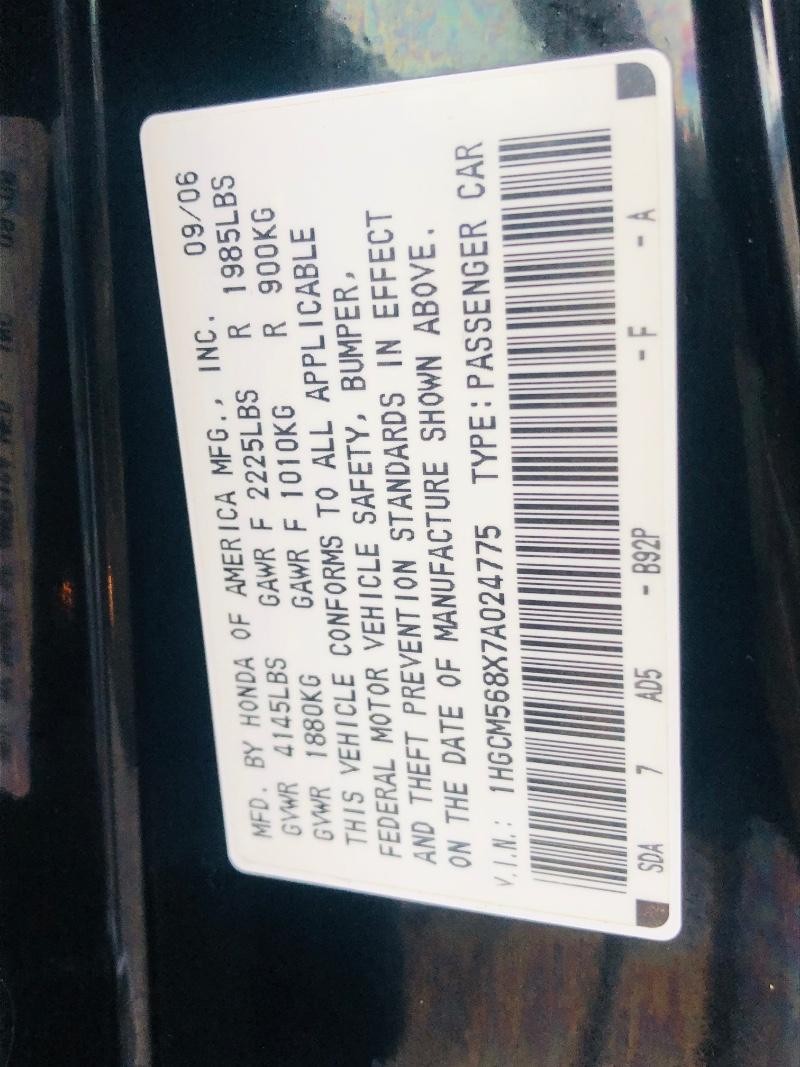 MFD. BY HONDA OF AMERICA MFG., INC. 09/06
GVWR 4145LBS GAWR F 2225LBS R 1985LBS
GVWR 1880KG GAWR F 1010KG R 900KG
THIS VEHICLE CONFORMS TO ALL APPLICABLE
FEDERAL MOTOR VEHICLE SAFETY, BUMPER,
AND THEFT PREVENTION STANDARDS IN EFFECT
ON THE DATE OF MANUFACTURE SHOWN ABOVE.
V.I.N.: 1HGCM568X7A024775 TYPE:PASSENGER CAR
SDA 7 AD5 - B92P - F - A